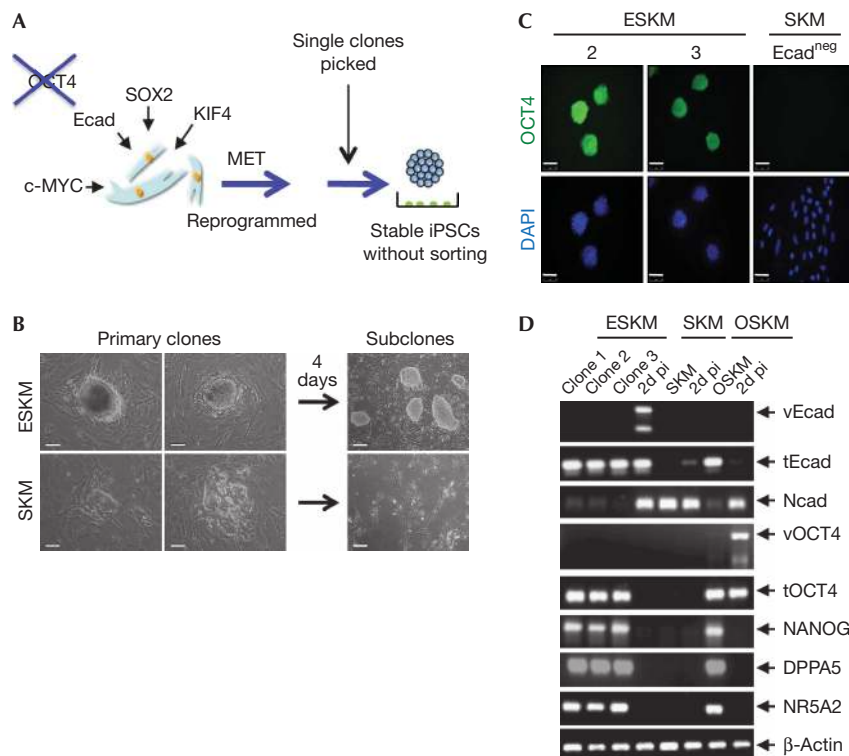 A
OCT4
SOX2
Ecad
KIF4
c-MYC
MET
Reprogrammed
Single clones
picked
Stable iPSCs
without sorting
B
Primary clones
Subclones
ESKM
4
days
SKM
C
ESKM
SKM
2
3
Ecadneg
OCT4
DAPI
D
ESKM
SKM
OSKM
Clone 1
Clone 2
Clone 3
2d pi
SKM
2d pi
OSKM
2d pi
vEcad
tEcad
Ncad
vOCT4
tOCT4
NANOG
DPPA5
NR5A2
β-Actin